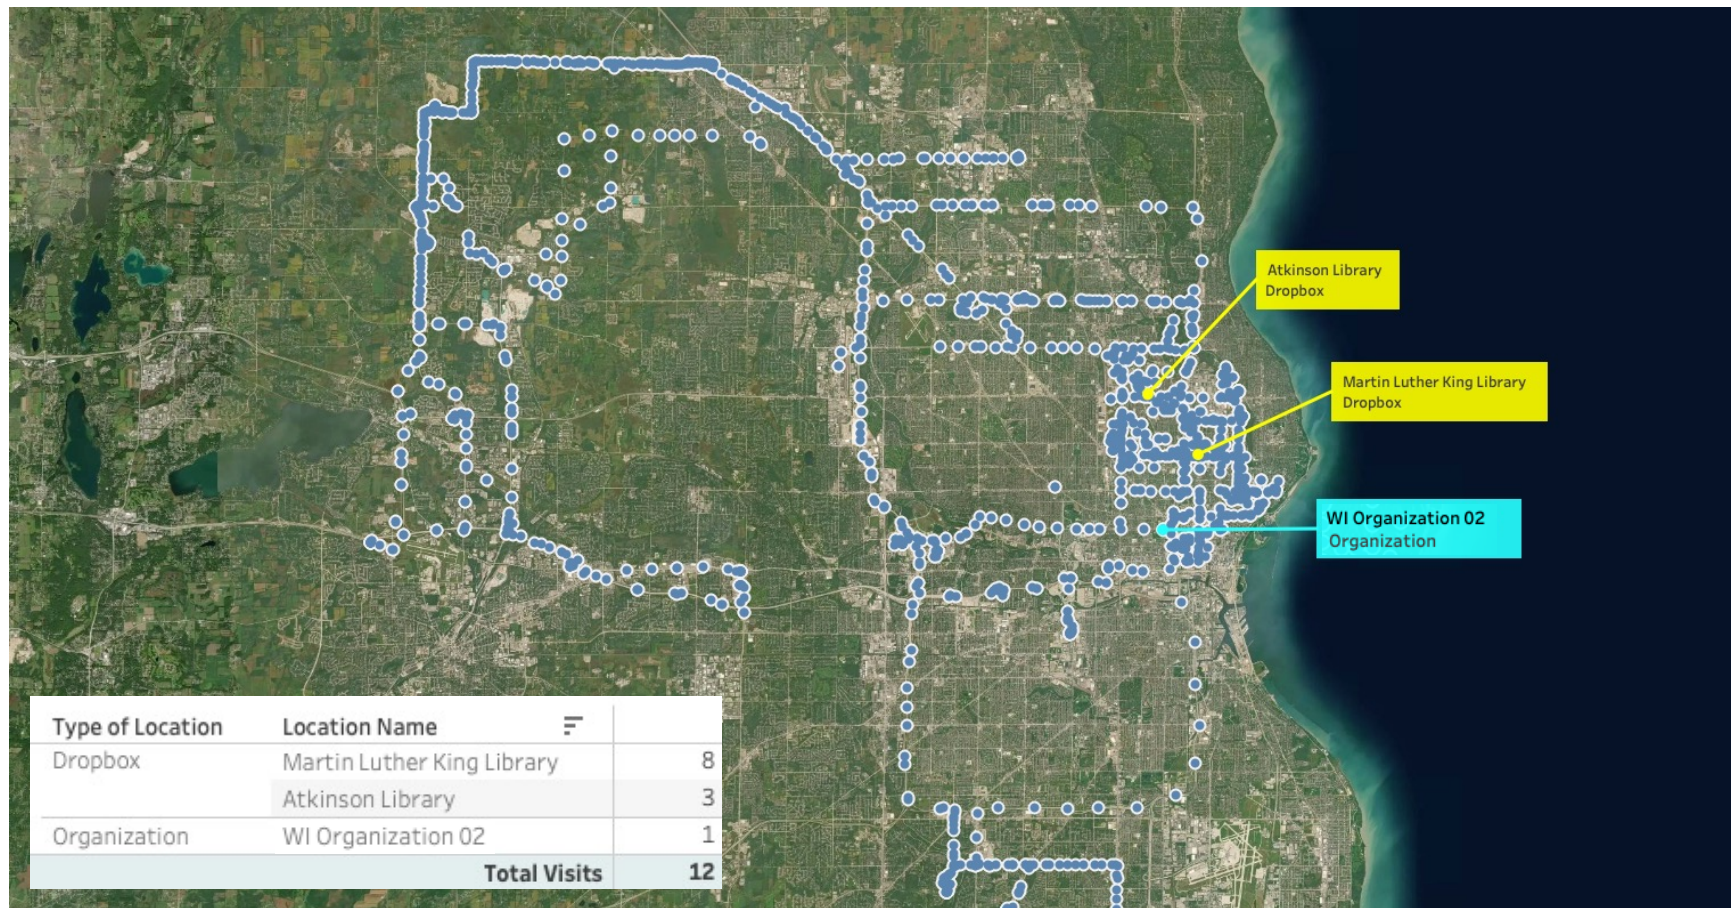 Atkinson Library
Dropbox
Martin Luther King Library
Dropbox
WI Organization 02
Organization
Type of Location Location Name
Dropbox Martin Luther King Library 8
Atkinson Library 3
Organization WI Organization 02 1
Total Visits 12